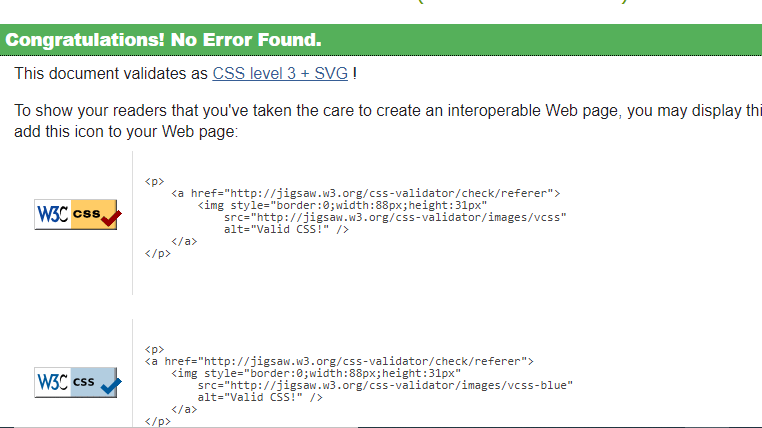 Congratulations! No Error Found.
This document validates as CSS level 3 + SVG !
To show your readers that you've taken the care to create an interoperable Web page, you may display thi
add this icon to your Web page:
W3C css
<p>
<a href="http://jigsaw.w3.org/css-validator/check/referer">
<img style="border:0;width:88px;height:31px"
src="http://jigsaw.w3.org/css-validator/images/vcss"
alt="Valid CSS!" />
</a>
</p>
W3C css
<p>
<a href="http://jigsaw.w3.org/css-validator/check/referer">
<img style="border:0;width:88px;height:31px"
src="http://jigsaw.w3.org/css-validator/images/vcss-blue"
alt="Valid CSS!" />
</a>
</p>